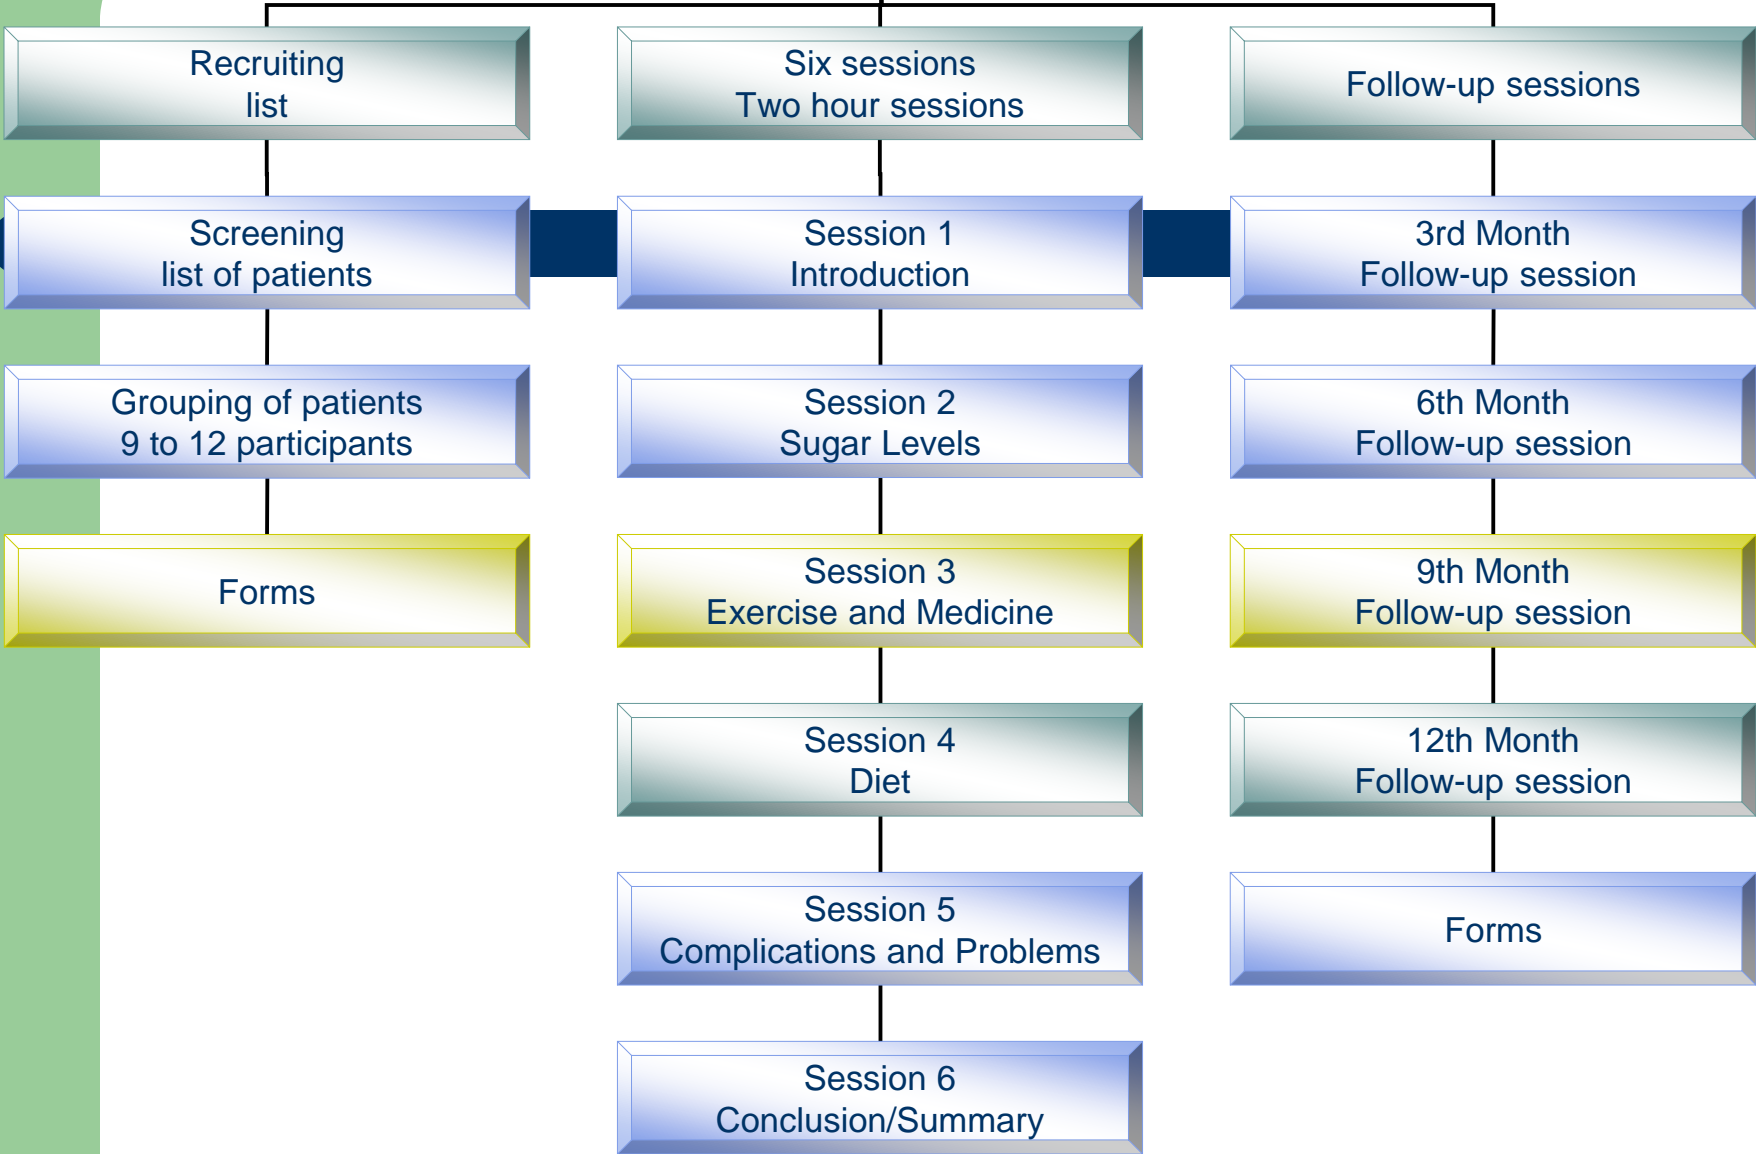 Recruiting
list
Screening
list of patients
Grouping of patients
9 to 12 participants
Forms
Six sessions
Two hour sessions
Session 1
Introduction
Session 2
Sugar Levels
Session 3
Exercise and Medicine
Session 4
Diet
Session 5
Complications and Problems
Session 6
Conclusion/Summary
Follow-up sessions
3rd Month
Follow-up session
6th Month
Follow-up session
9th Month
Follow-up session
12th Month
Follow-up session
Forms